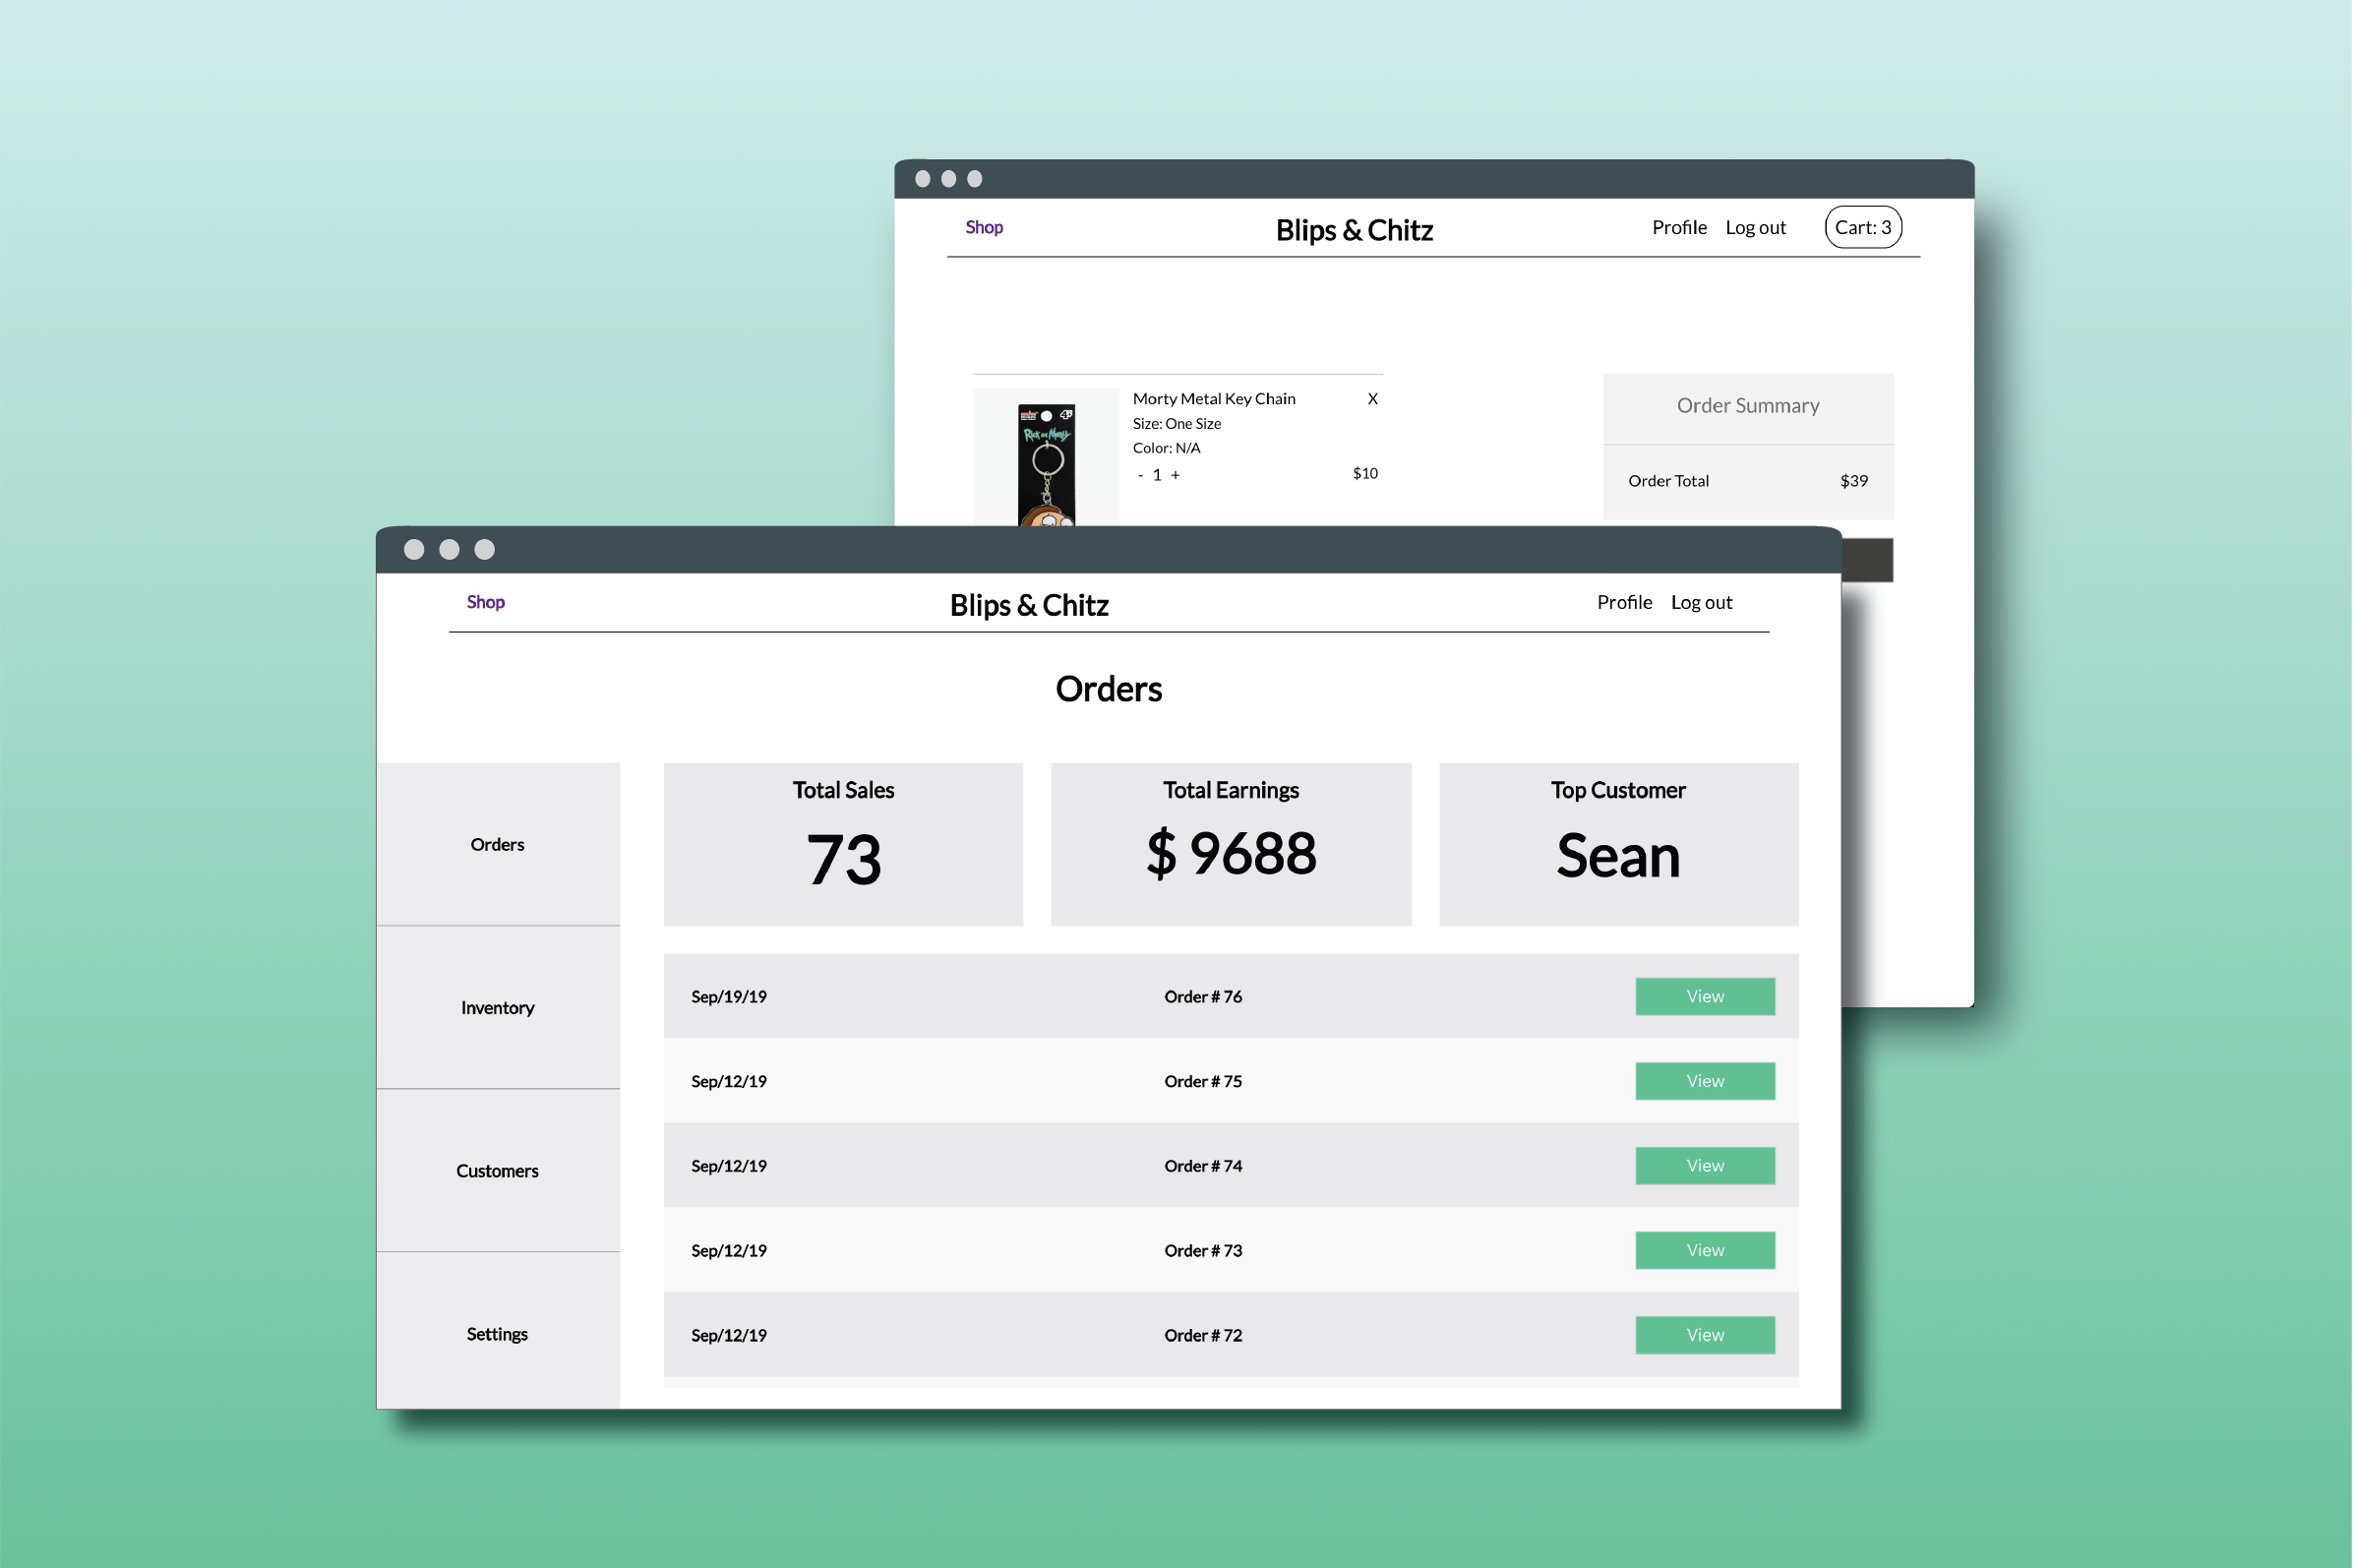 Shop Blips & Chitz Profile Log out Cart: 3
Morty Metal Key Chain X
Size: One Size
Color: N/A
- 1 + $10
Rick and Morty
Order Summary
Order Total $39
Shop Blips & Chitz Profile Log out
Orders
Orders
Inventory
Customers
Settings
Total Sales
73
Total Earnings
$ 9688
Top Customer
Sean
Sep/19/19 Order # 76 View
Sep/12/19 Order # 75 View
Sep/12/19 Order # 74 View
Sep/12/19 Order # 73 View
Sep/12/19 Order # 72 View